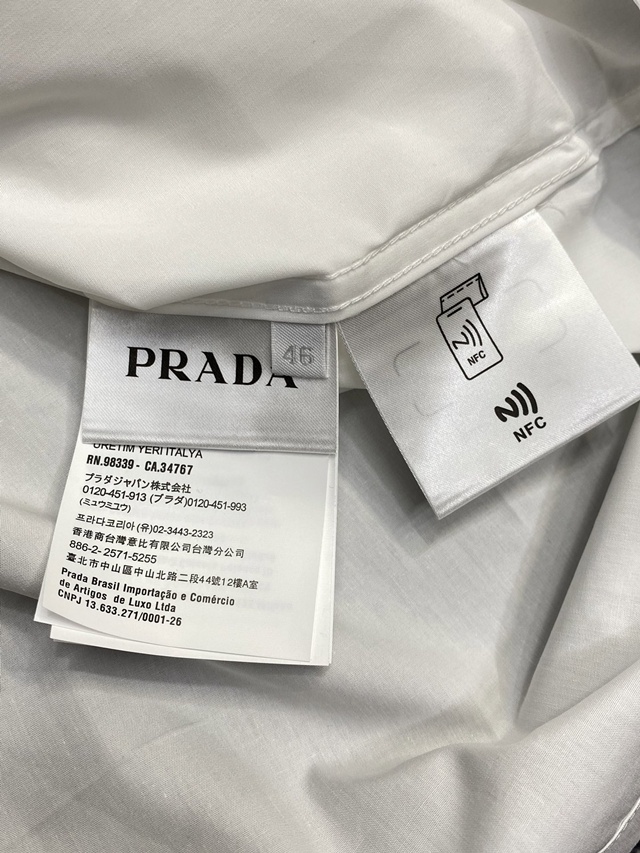 PRADA
46
ÜRETİM YERİ İTALYA
RN.98339 - CA.34767
プラダジャパン株式会社
0120-451-913 (プラダ)0120-451-993
(ミュウミュウ)
프라다코리아 (유)02-3443-2323
香港商台灣意比有限公司台灣分公司
886-2- 2571-5255
臺北市中山區中山北路二段44號12樓A室
Prada Brasil Importação e Comércio
de Artigos de Luxo Ltda
CNPJ 13.633.271/0001-26
NFC
NFC